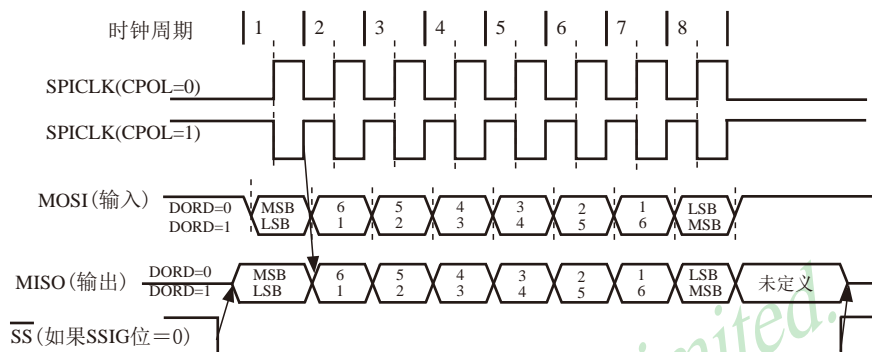 时钟周期 1 2 3 4 5 6 7 8
SPICLK(CPOL=0)
SPICLK(CPOL=1)
MOSI(输入) DORD=0 MSB 6 5 4 3 2 1 LSB
DORD=1 LSB 1 2 3 4 5 6 MSB
MISO(输出) DORD=0 MSB 6 5 4 3 2 1 LSB 未定义
DORD=1 LSB 1 2 3 4 5 6 MSB
SS(如果SSIG位=0)
imited.